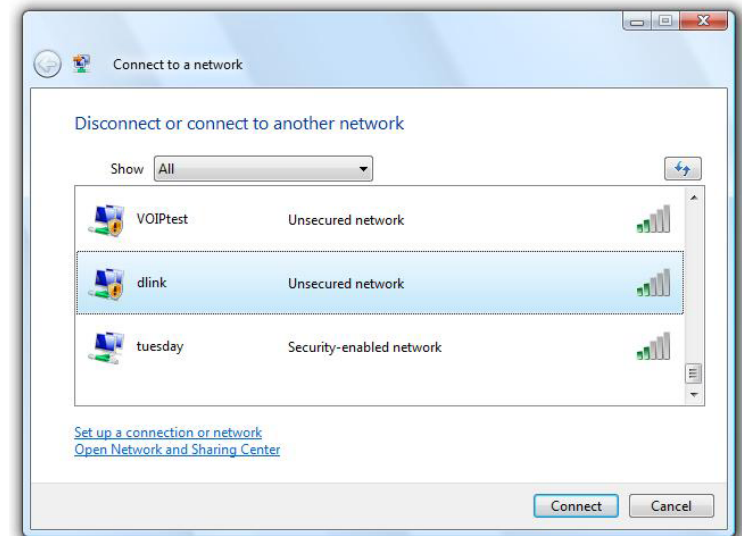 Connect to a network
Disconnect or connect to another network
Show All
VOIPtest Unsecured network
dlink Unsecured network
tuesday Security-enabled network
Set up a connection or network
Open Network and Sharing Center
Connect Cancel